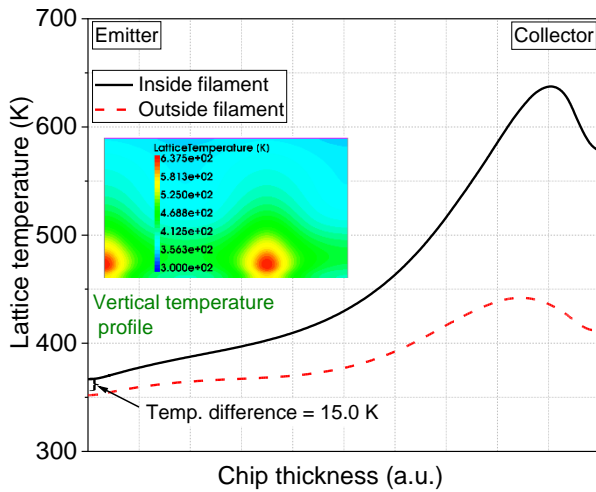 700
600
500
400
300
Lattice temperature (K)
Emitter
Collector
Inside filament
Outside filament
LatticeTemperature (K)
6.375e+02
5.813e+02
5.250e+02
4.688e+02
4.125e+02
3.563e+02
3.000e+02
Vertical temperature
profile
Temp. difference = 15.0 K
Chip thickness (a.u.)